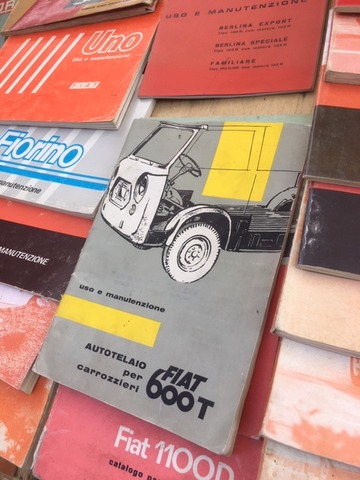 USO E MANUTENZIONE
BERLINA EXPORT
BERLINA SPECIALE
FAMILIARE
Uno
Uso e manutenzione
FIAT
Fiorino
manutenzione
MANUTENZIONE
uso e manutenzione
AUTOTELAIO
per
carrozzieri
FIAT
600T
Fiat 1100D
catalogo